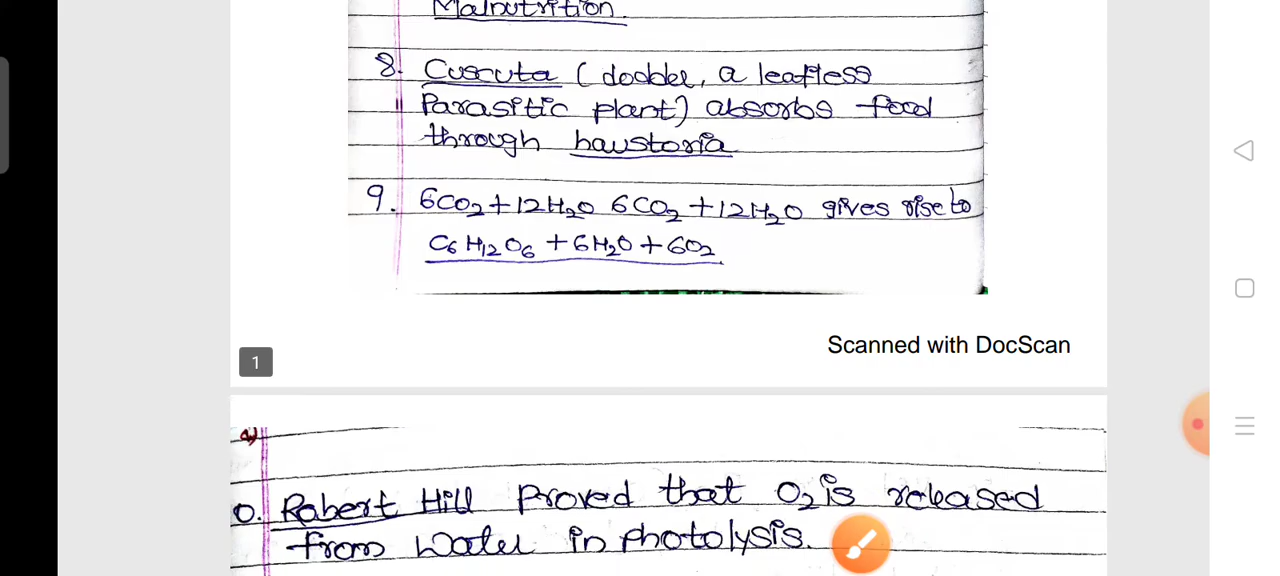 Malnutrition
8. Cuscuta (dodder, a leafless
Parasitic plant) absorbs food
through haustoria
9. 6CO2+12H2O 6CO2+12H2O gives rise to
C6H12O6+6H2O+6O2
Scanned with DocScan
1
0. Robert Hill Proved that O2 is released
from Water in photolysis.